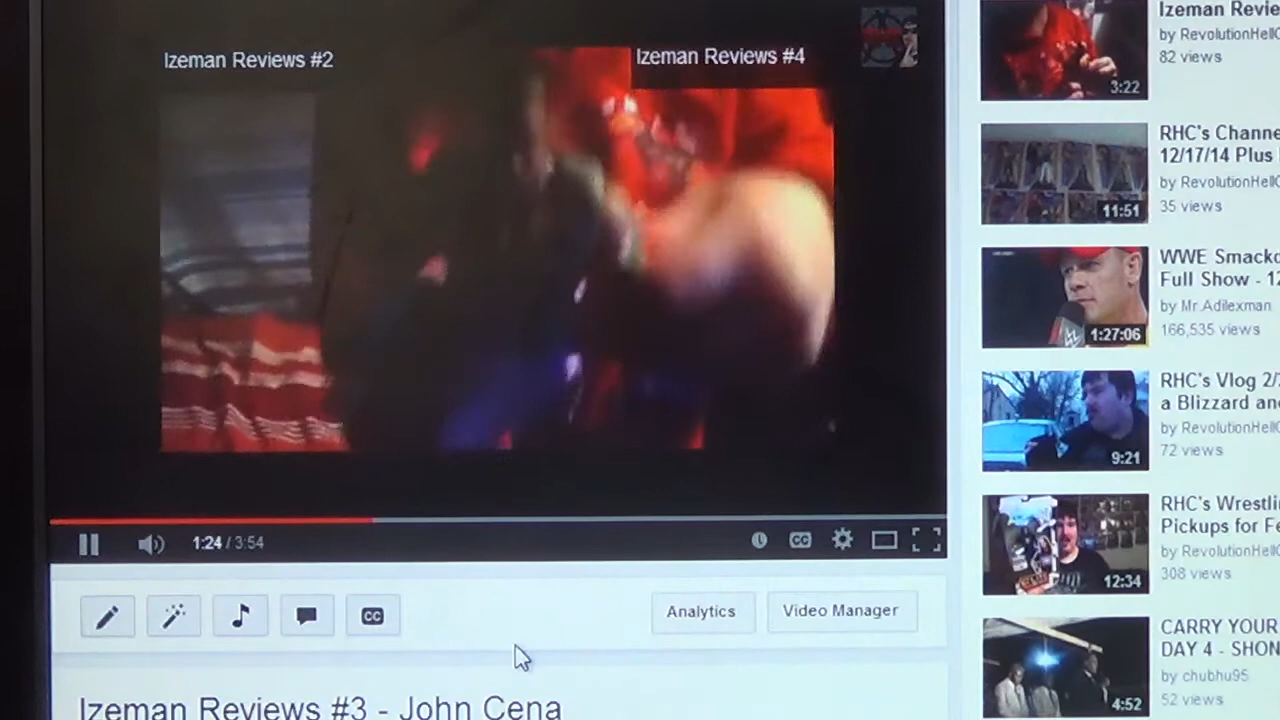 Izeman Reviews #2
Izeman Reviews #4
1:24 / 3:54
CC
CC
Analytics
Video Manager
Izeman Reviews #3 - John Cena
Izeman Revie
by RevolutionHellC
82 views
3:22
RHC's Channe
12/17/14 Plus
by RevolutionHellC
35 views
11:51
WWE Smackd
Full Show - 12
by Mr.Adilexman
166,535 views
1:27:06
RHC's Vlog 2/
a Blizzard an
by RevolutionHellC
72 views
9:21
RHC's Wrestli
Pickups for Fe
by RevolutionHellC
308 views
12:34
CARRY YOUR
DAY 4 - SHON
by chubhu95
52 views
4:52